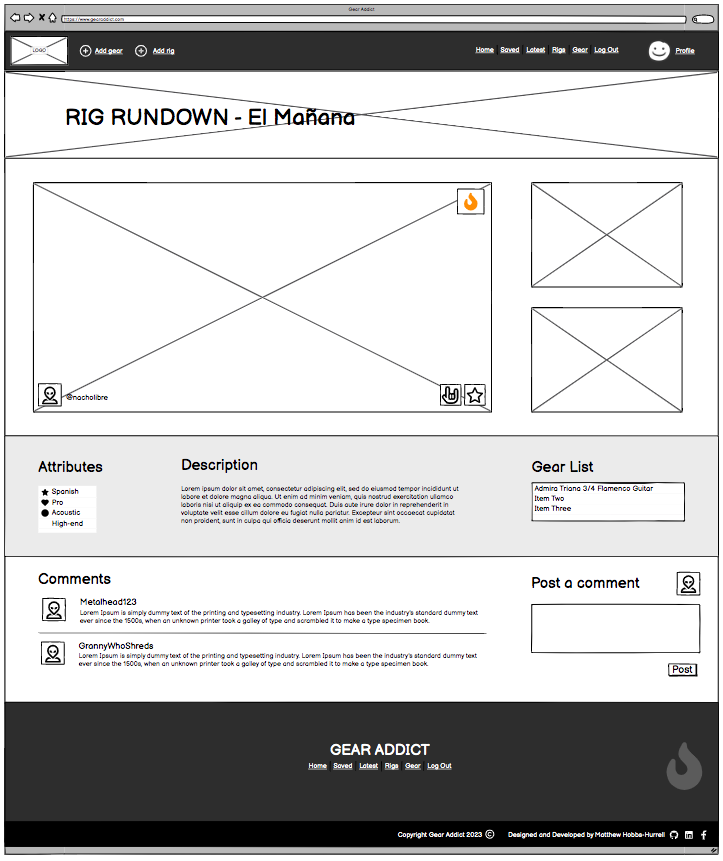 Gear Addict
https://www.gearaddict.com
LOGO
Add gear
Add rig
Home Saved Latest Rigs Gear Log Out
Profile
RIG RUNDOWN - El Mañana
@nacholibre
Attributes
Spanish
Pro
Acoustic
High-end
Description
Lorem ipsum dolor sit amet, consectetur adipiscing elit, sed do eiusmod tempor incididunt ut
labore et dolore magna aliqua. Ut enim ad minim veniam, quis nostrud exercitation ullamco
laboris nisi ut aliquip ex ea commodo consequat. Duis aute irure dolor in reprehenderit in
voluptate velit esse cillum dolore eu fugiat nulla pariatur. Excepteur sint occaecat cupidatat
non proident, sunt in culpa qui officia deserunt mollit anim id est laborum.
Gear List
Admira Triana 3/4 Flamenco Guitar
Item Two
Item Three
Comments
Metalhead123
Lorem Ipsum is simply dummy text of the printing and typesetting industry. Lorem Ipsum has been the industry's standard dummy text
ever since the 1500s, when an unknown printer took a galley of type and scrambled it to make a type specimen book.
GrannyWhoShreds
Lorem Ipsum is simply dummy text of the printing and typesetting industry. Lorem Ipsum has been the industry's standard dummy text
ever since the 1500s, when an unknown printer took a galley of type and scrambled it to make a type specimen book.
Post a comment
Post
GEAR ADDICT
Home Saved Latest Rigs Gear Log Out
Copyright Gear Addict 2023 ©
Designed and Developed by Matthew Hobbs-Hurrell